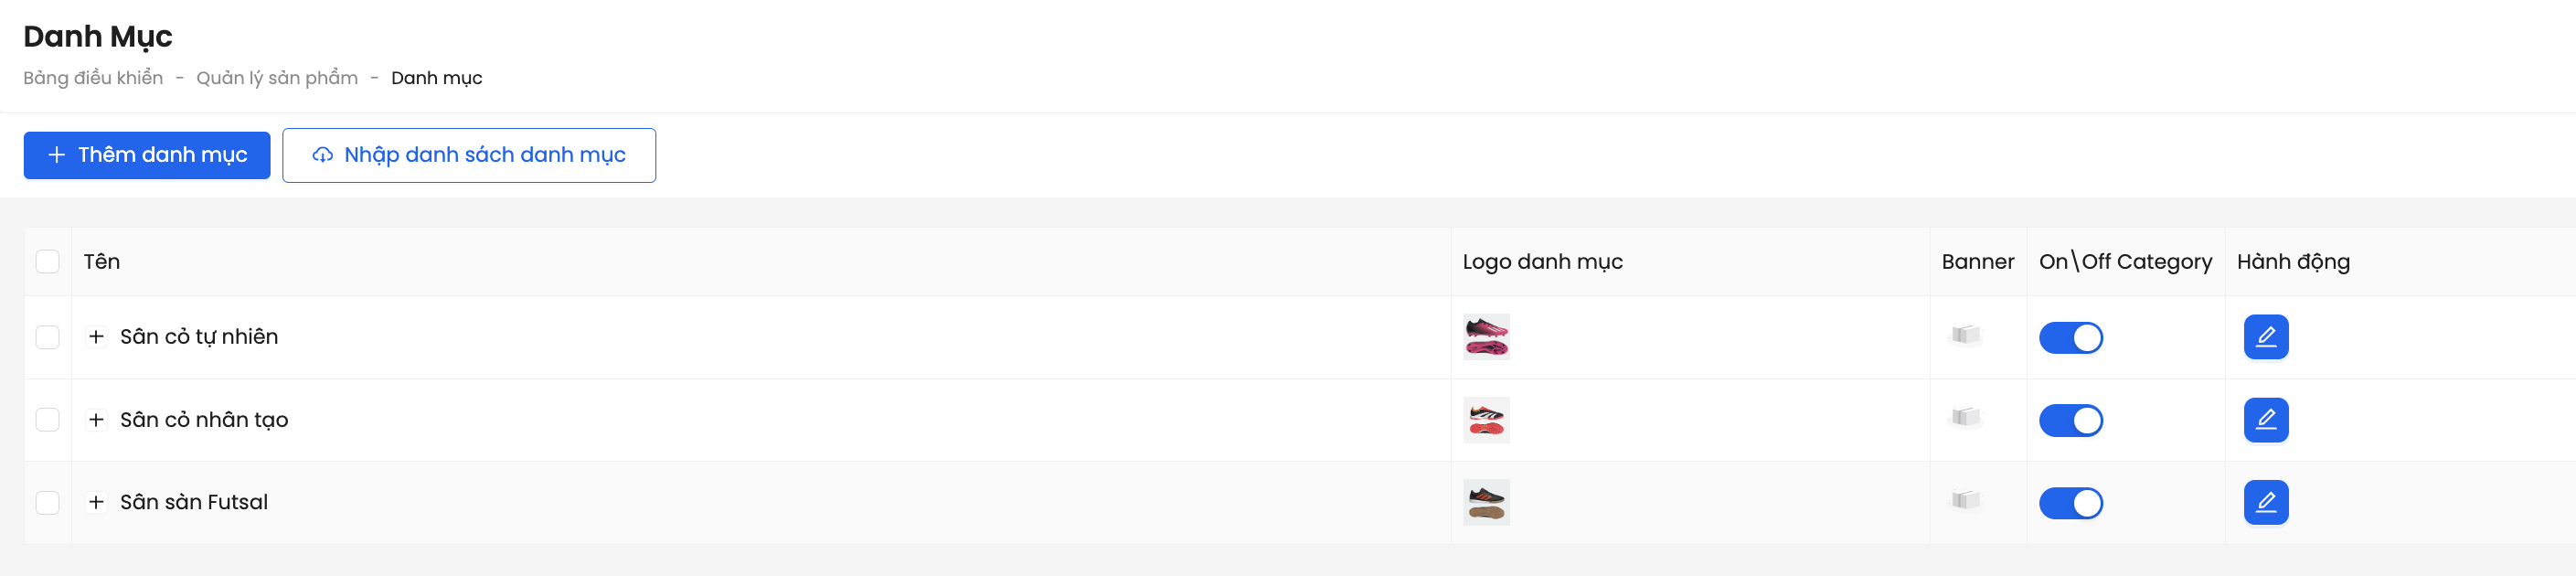 Danh Mục
Bảng điều khiển - Quản lý sản phẩm - Danh mục
Thêm danh mục Nhập danh sách danh mục
Tên Logo danh mục Banner On\Off Category Hành động
Sân cỏ tự nhiên
Sân cỏ nhân tạo
Sân sàn Futsal